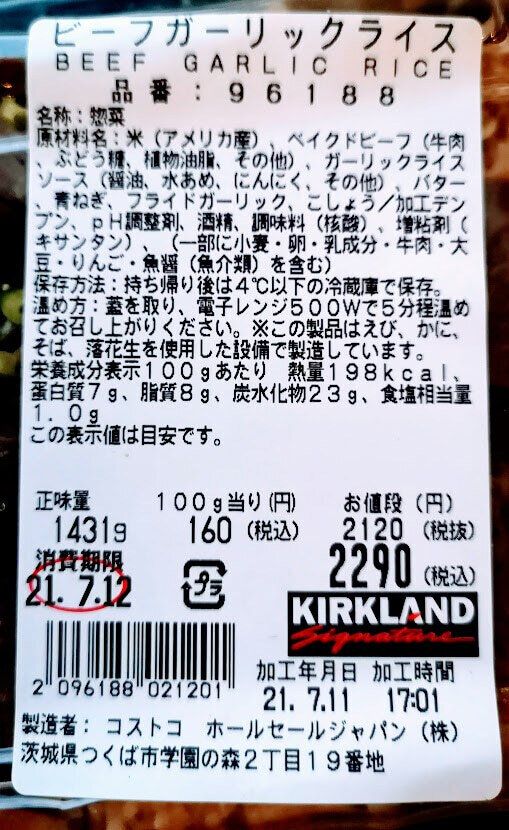 ビーフガーリックライス
BEEF GARLIC RICE
品番：96188
名称：惣菜
原材料名：米（アメリカ産）、ベイクドビーフ（牛肉
、ぶどう糖、植物油脂、その他）、ガーリックライス
ソース（醤油、水あめ、にんにく、その他）、バター
、青ねぎ、フライドガーリック、こしょう／加工デン
プン、ｐＨ調整剤、酒精、調味料（核酸）、増粘剤（
キサンタン）、（一部に小麦・卵・乳成分・牛肉・大
豆・りんご・魚醤（魚介類）を含む）
保存方法：持ち帰り後は4℃以下の冷蔵庫で保存。
温め方：蓋を取り、電子レンジ500Wで5分程温め
てお召し上がりください。※この製品はえび、かに、
そば、落花生を使用した設備で製造しています。
栄養成分表示100gあたり 熱量198kcal、
蛋白質7g、脂質8g、炭水化物23g、食塩相当量
1.0g
この表示値は目安です。
正味量 100g当り(円) お値段（円）
1431g 160（税込） 2120（税抜）
消費期限 2290（税込）
21. 7.12 プラ
KIRKLAND
Signature
加工年月日 加工時間
2 096188 021201 21. 7.11 17:01
製造者：コストコ ホールセールジャパン（株）
茨城県つくば市学園の森2丁目19番地